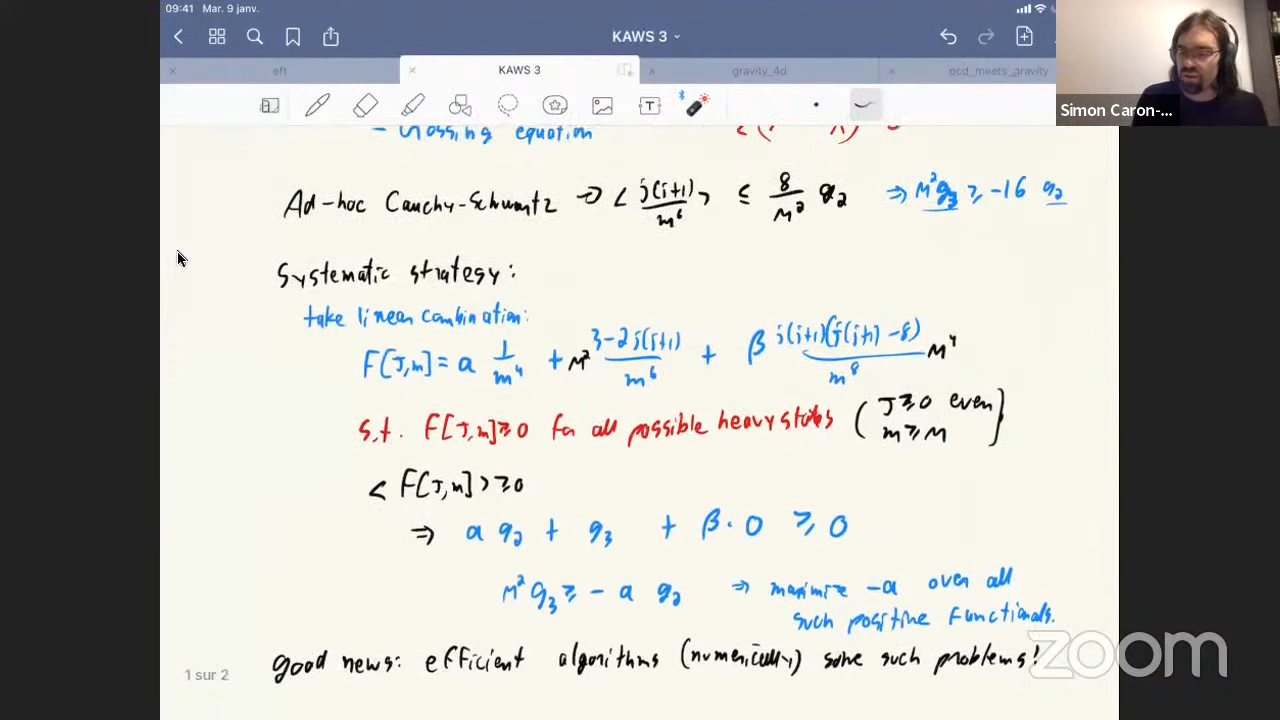 09:41 Mar. 9 janv.
KAWS 3
eft
KAWS 3
gravity_4d
qcd_meets_gravity
Simon Caron-...
- Crossing equation
Ad-hoc Cauchy-Schwartz → < j(j+1)/m⁶ > ≤ 8/M² g₂ ⇒ M²g₃ ≥ -16 g₂
Systematic strategy:
take linear combination:
F[J,m] = a 1/m⁴ + M² (3-2j(j+1))/m⁶ + β j(j+1)(j(j+1)-8)/m⁸ M⁴
s.t. F[J,m] ≥ 0 for all possible heavy states ( J ≥ 0 even
m ≥ M )
< F[J,m] > ≥ 0
⇒ a g₂ + g₃ + β · 0 ≥ 0
M² g₃ ≥ - a g₂ ⇒ maximize -a over all
such positive functionals.
good news: efficient algorithms (numerically) solve such problems!
1 sur 2
zoom